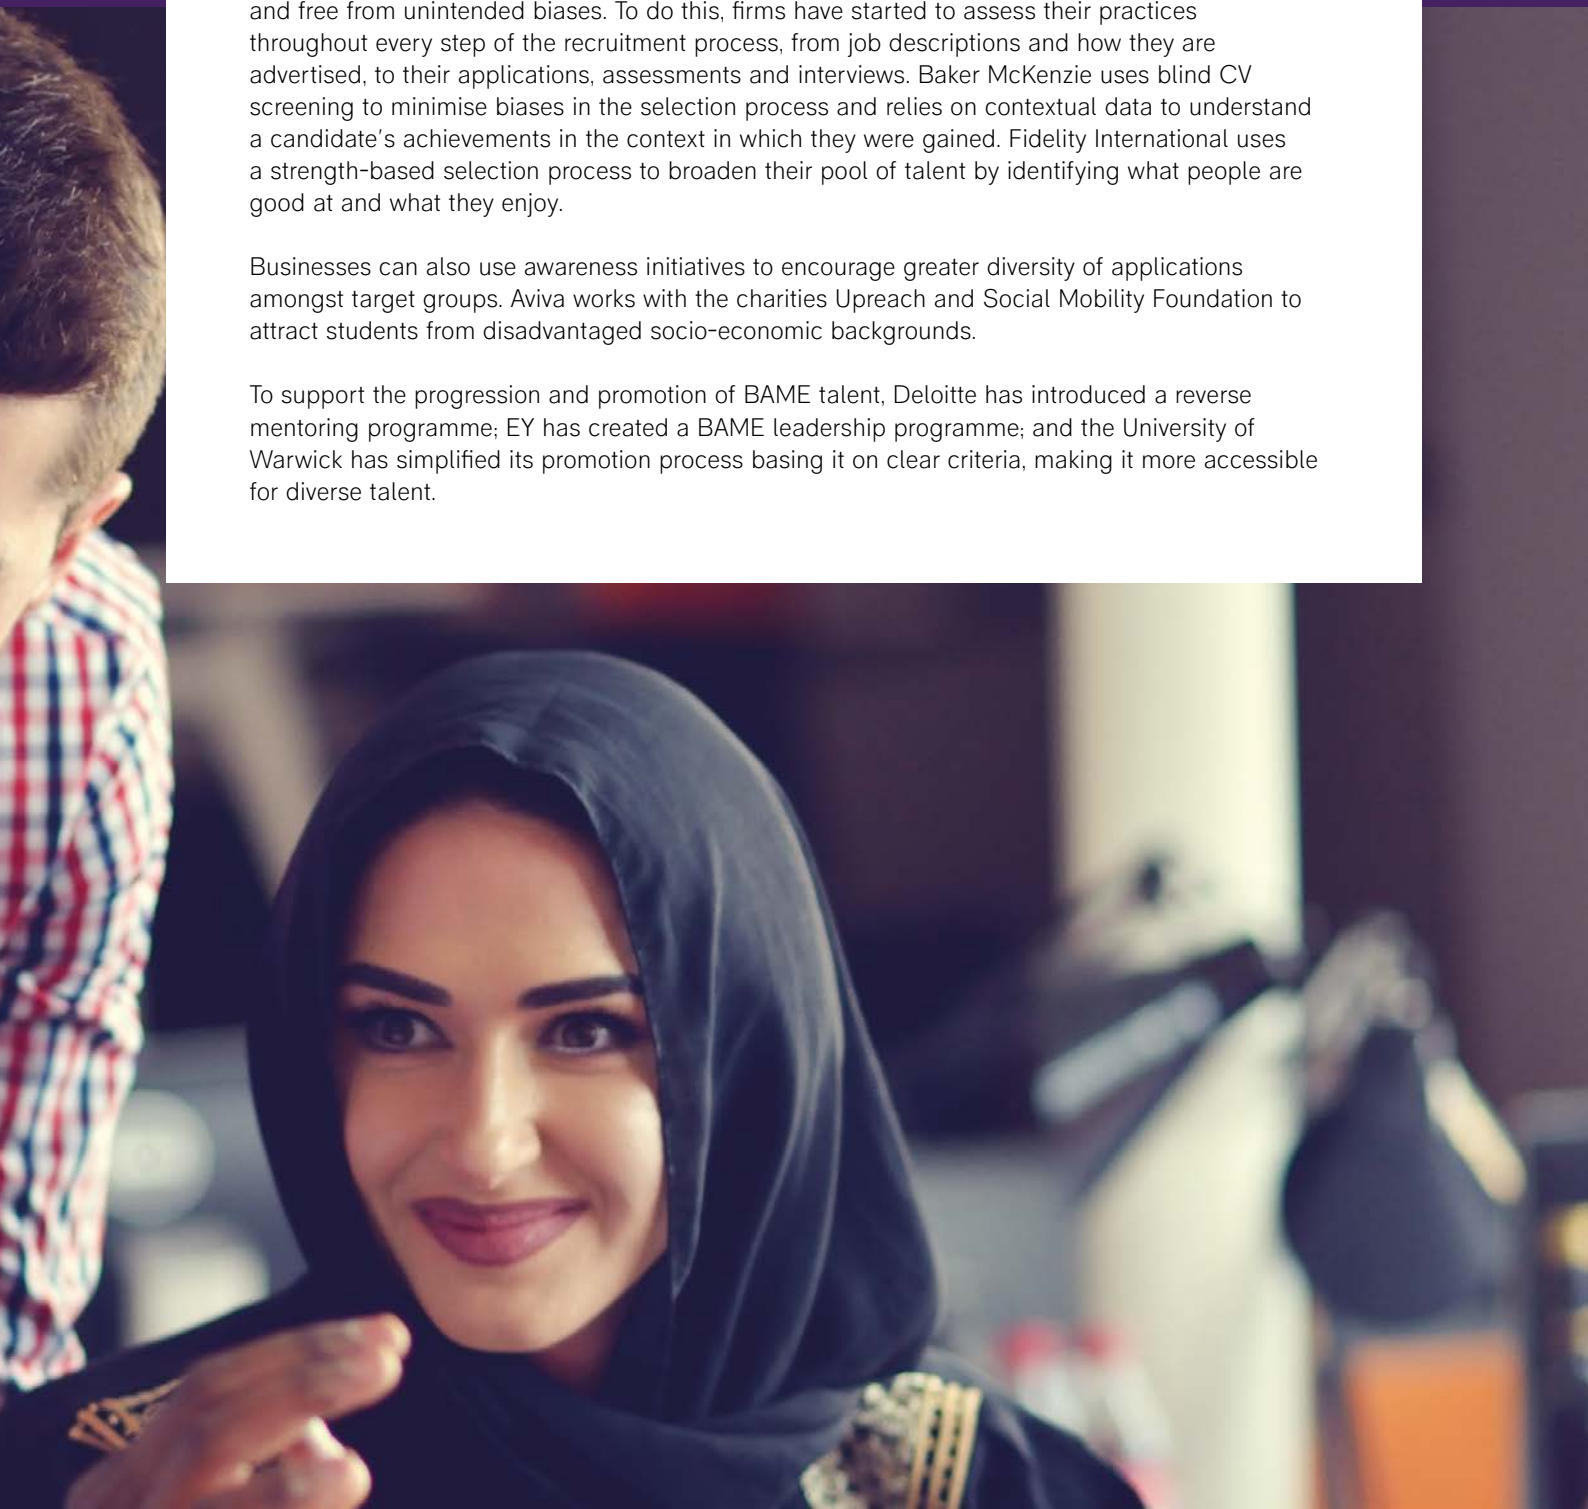 and free from unintended biases. To do this, firms have started to assess their practices
throughout every step of the recruitment process, from job descriptions and how they are
advertised, to their applications, assessments and interviews. Baker McKenzie uses blind CV
screening to minimise biases in the selection process and relies on contextual data to understand
a candidate's achievements in the context in which they were gained. Fidelity International uses
a strength-based selection process to broaden their pool of talent by identifying what people are
good at and what they enjoy.
Businesses can also use awareness initiatives to encourage greater diversity of applications
amongst target groups. Aviva works with the charities Upreach and Social Mobility Foundation to
attract students from disadvantaged socio-economic backgrounds.
To support the progression and promotion of BAME talent, Deloitte has introduced a reverse
mentoring programme; EY has created a BAME leadership programme; and the University of
Warwick has simplified its promotion process basing it on clear criteria, making it more accessible
for diverse talent.